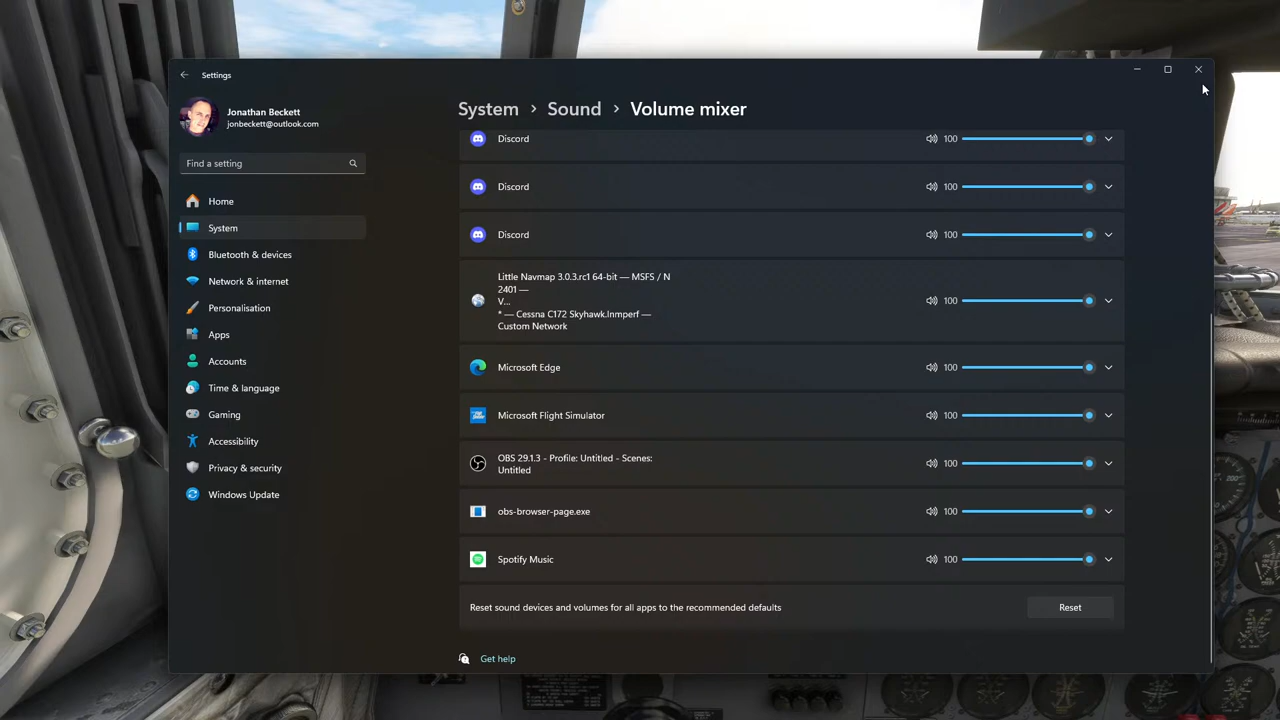 Settings
Jonathan Beckett
jonbeckett@outlook.com
Find a setting
Home
System
Bluetooth & devices
Network & internet
Personalisation
Apps
Accounts
Time & language
Gaming
Accessibility
Privacy & security
Windows Update
System > Sound > Volume mixer
Discord 100
Discord 100
Discord 100
Little Navmap 3.0.3.rc1 64-bit — MSFS / N
2401 —
V... 100
* — Cessna C172 Skyhawk.lnmperf —
Custom Network
Microsoft Edge 100
Microsoft Flight Simulator 100
OBS 29.1.3 - Profile: Untitled - Scenes:
Untitled 100
obs-browser-page.exe 100
Spotify Music 100
Reset sound devices and volumes for all apps to the recommended defaults Reset
Get help